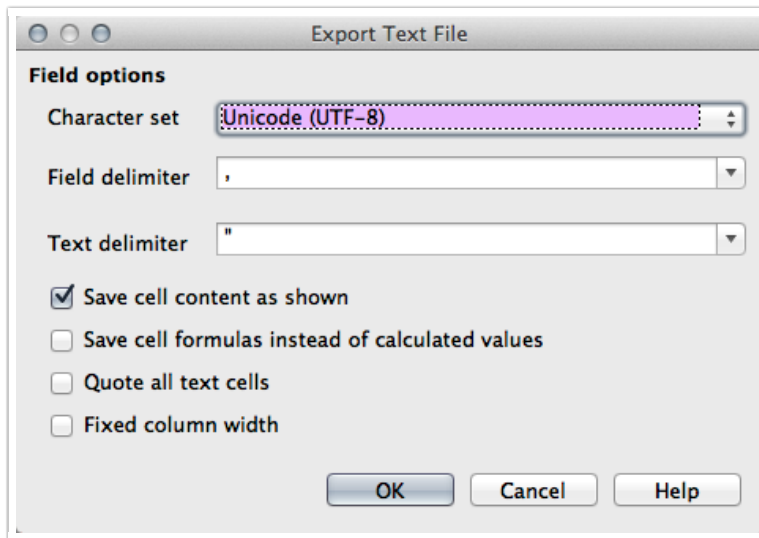 Export Text File
Field options
Character set Unicode (UTF-8)
Field delimiter ,
Text delimiter "
Save cell content as shown
Save cell formulas instead of calculated values
Quote all text cells
Fixed column width
OK Cancel Help